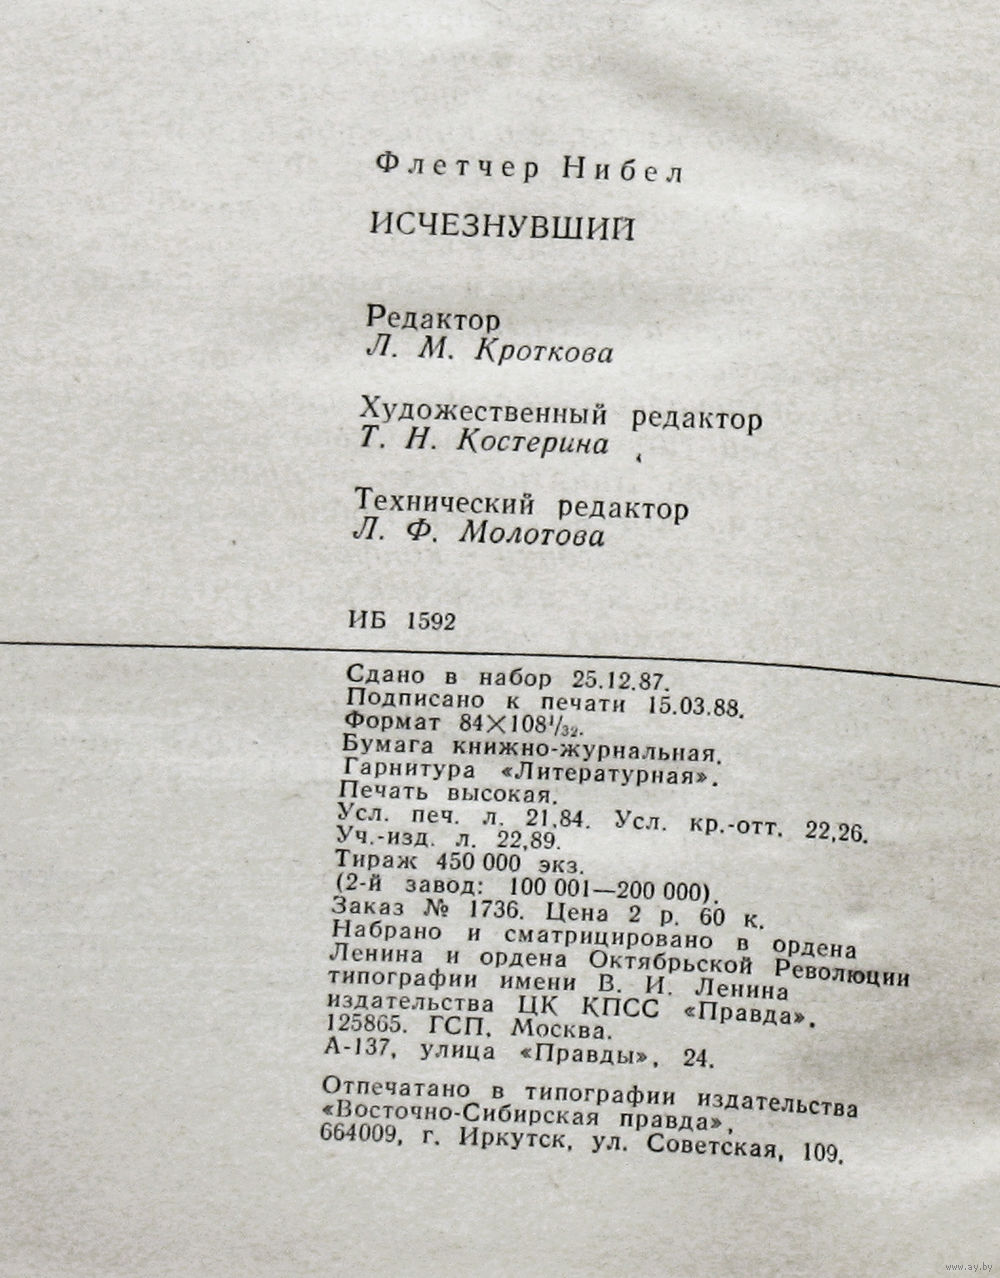 Флетчер Нибел
ИСЧЕЗНУВШИЙ
Редактор
Л. М. Кроткова
Художественный редактор
Т. Н. Костерина
Технический редактор
Л. Ф. Молотова
ИБ 1592
Сдано в набор 25.12.87.
Подписано к печати 15.03.88.
Формат 84×108¹/₃₂.
Бумага книжно-журнальная.
Гарнитура «Литературная».
Печать высокая.
Усл. печ. л. 21,84. Усл. кр.-отт. 22,26.
Уч.-изд. л. 22,89.
Тираж 450 000 экз.
(2-й завод: 100 001—200 000).
Заказ № 1736. Цена 2 р. 60 к.
Набрано и сматрицировано в ордена
Ленина и ордена Октябрьской Революции
типографии имени В. И. Ленина
издательства ЦК КПСС «Правда».
125865. ГСП. Москва.
А-137, улица «Правды», 24.
Отпечатано в типографии издательства
«Восточно-Сибирская правда»,
664009, г. Иркутск, ул. Советская, 109.
www.ay.by